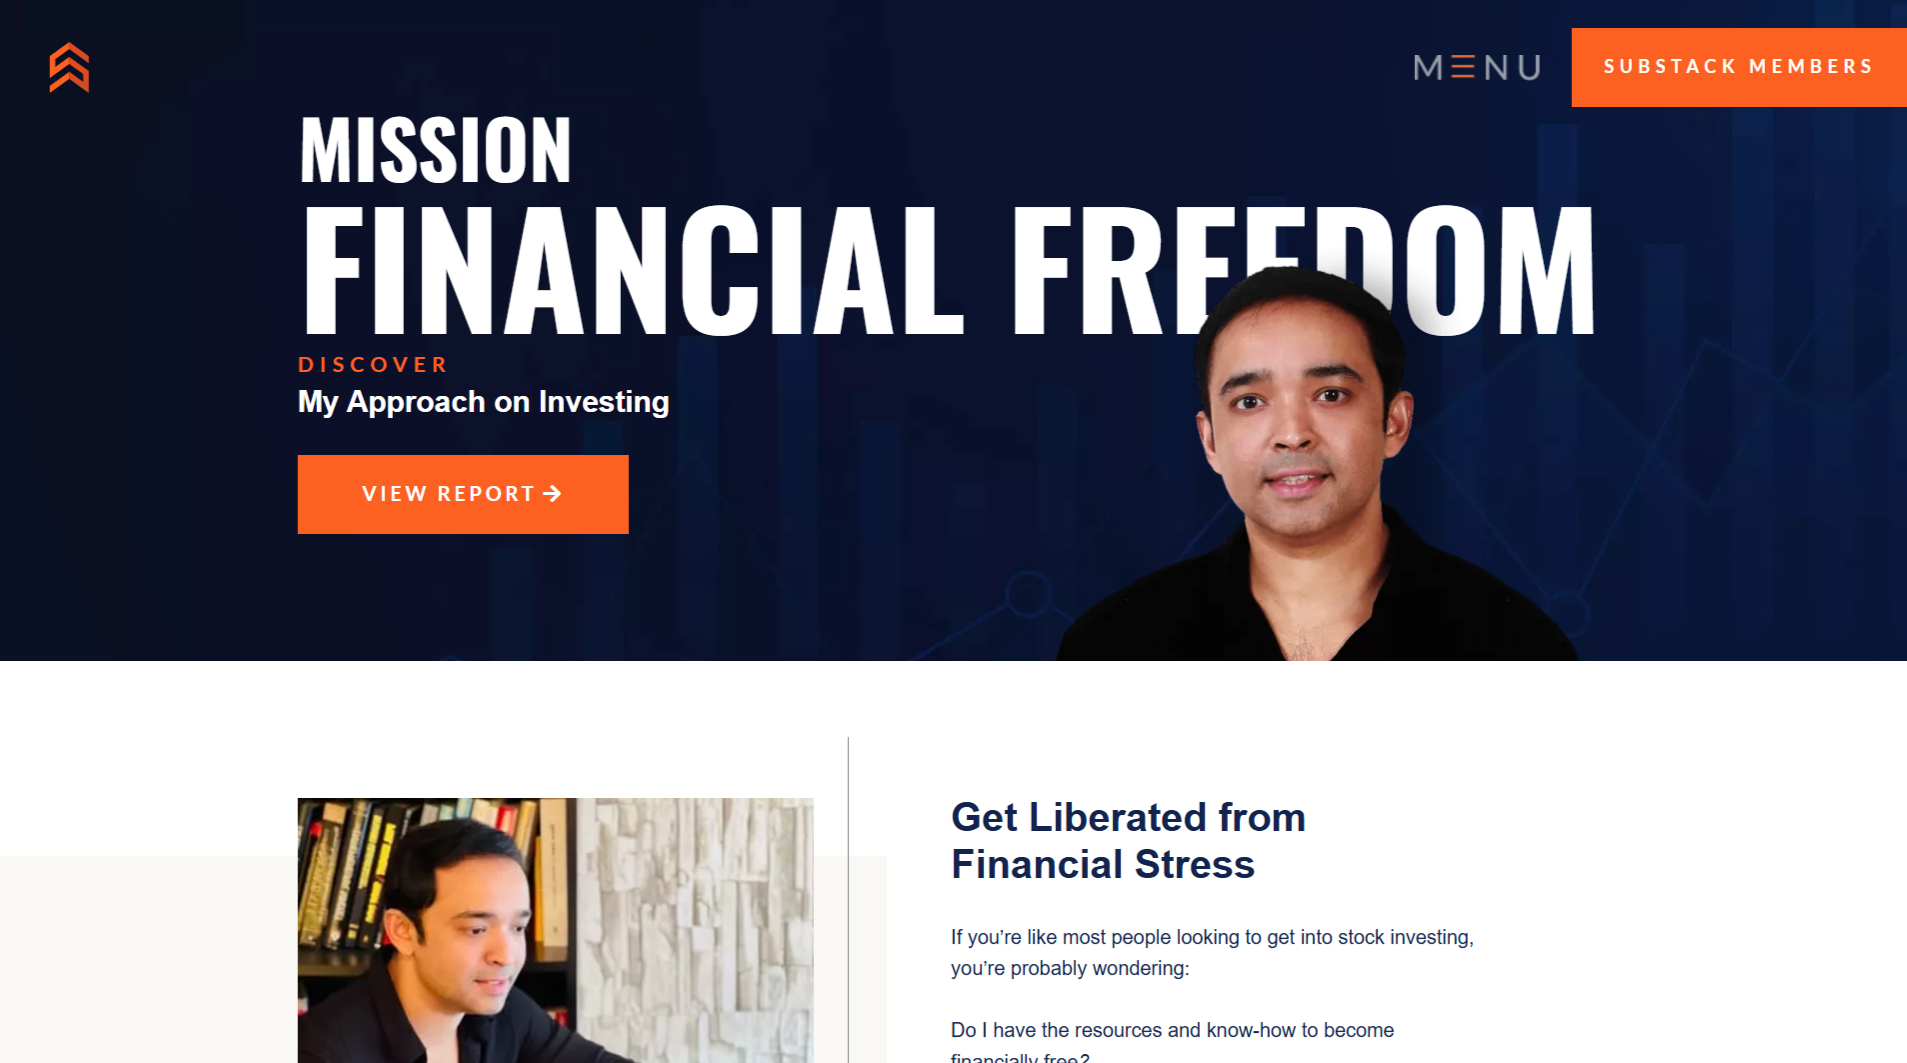 MENU
SUBSTACK MEMBERS
MISSION
FINANCIAL FREEDOM
DISCOVER
My Approach on Investing
VIEW REPORT
Get Liberated from
Financial Stress
If you’re like most people looking to get into stock investing,
you’re probably wondering:
Do I have the resources and know-how to become
financially free?